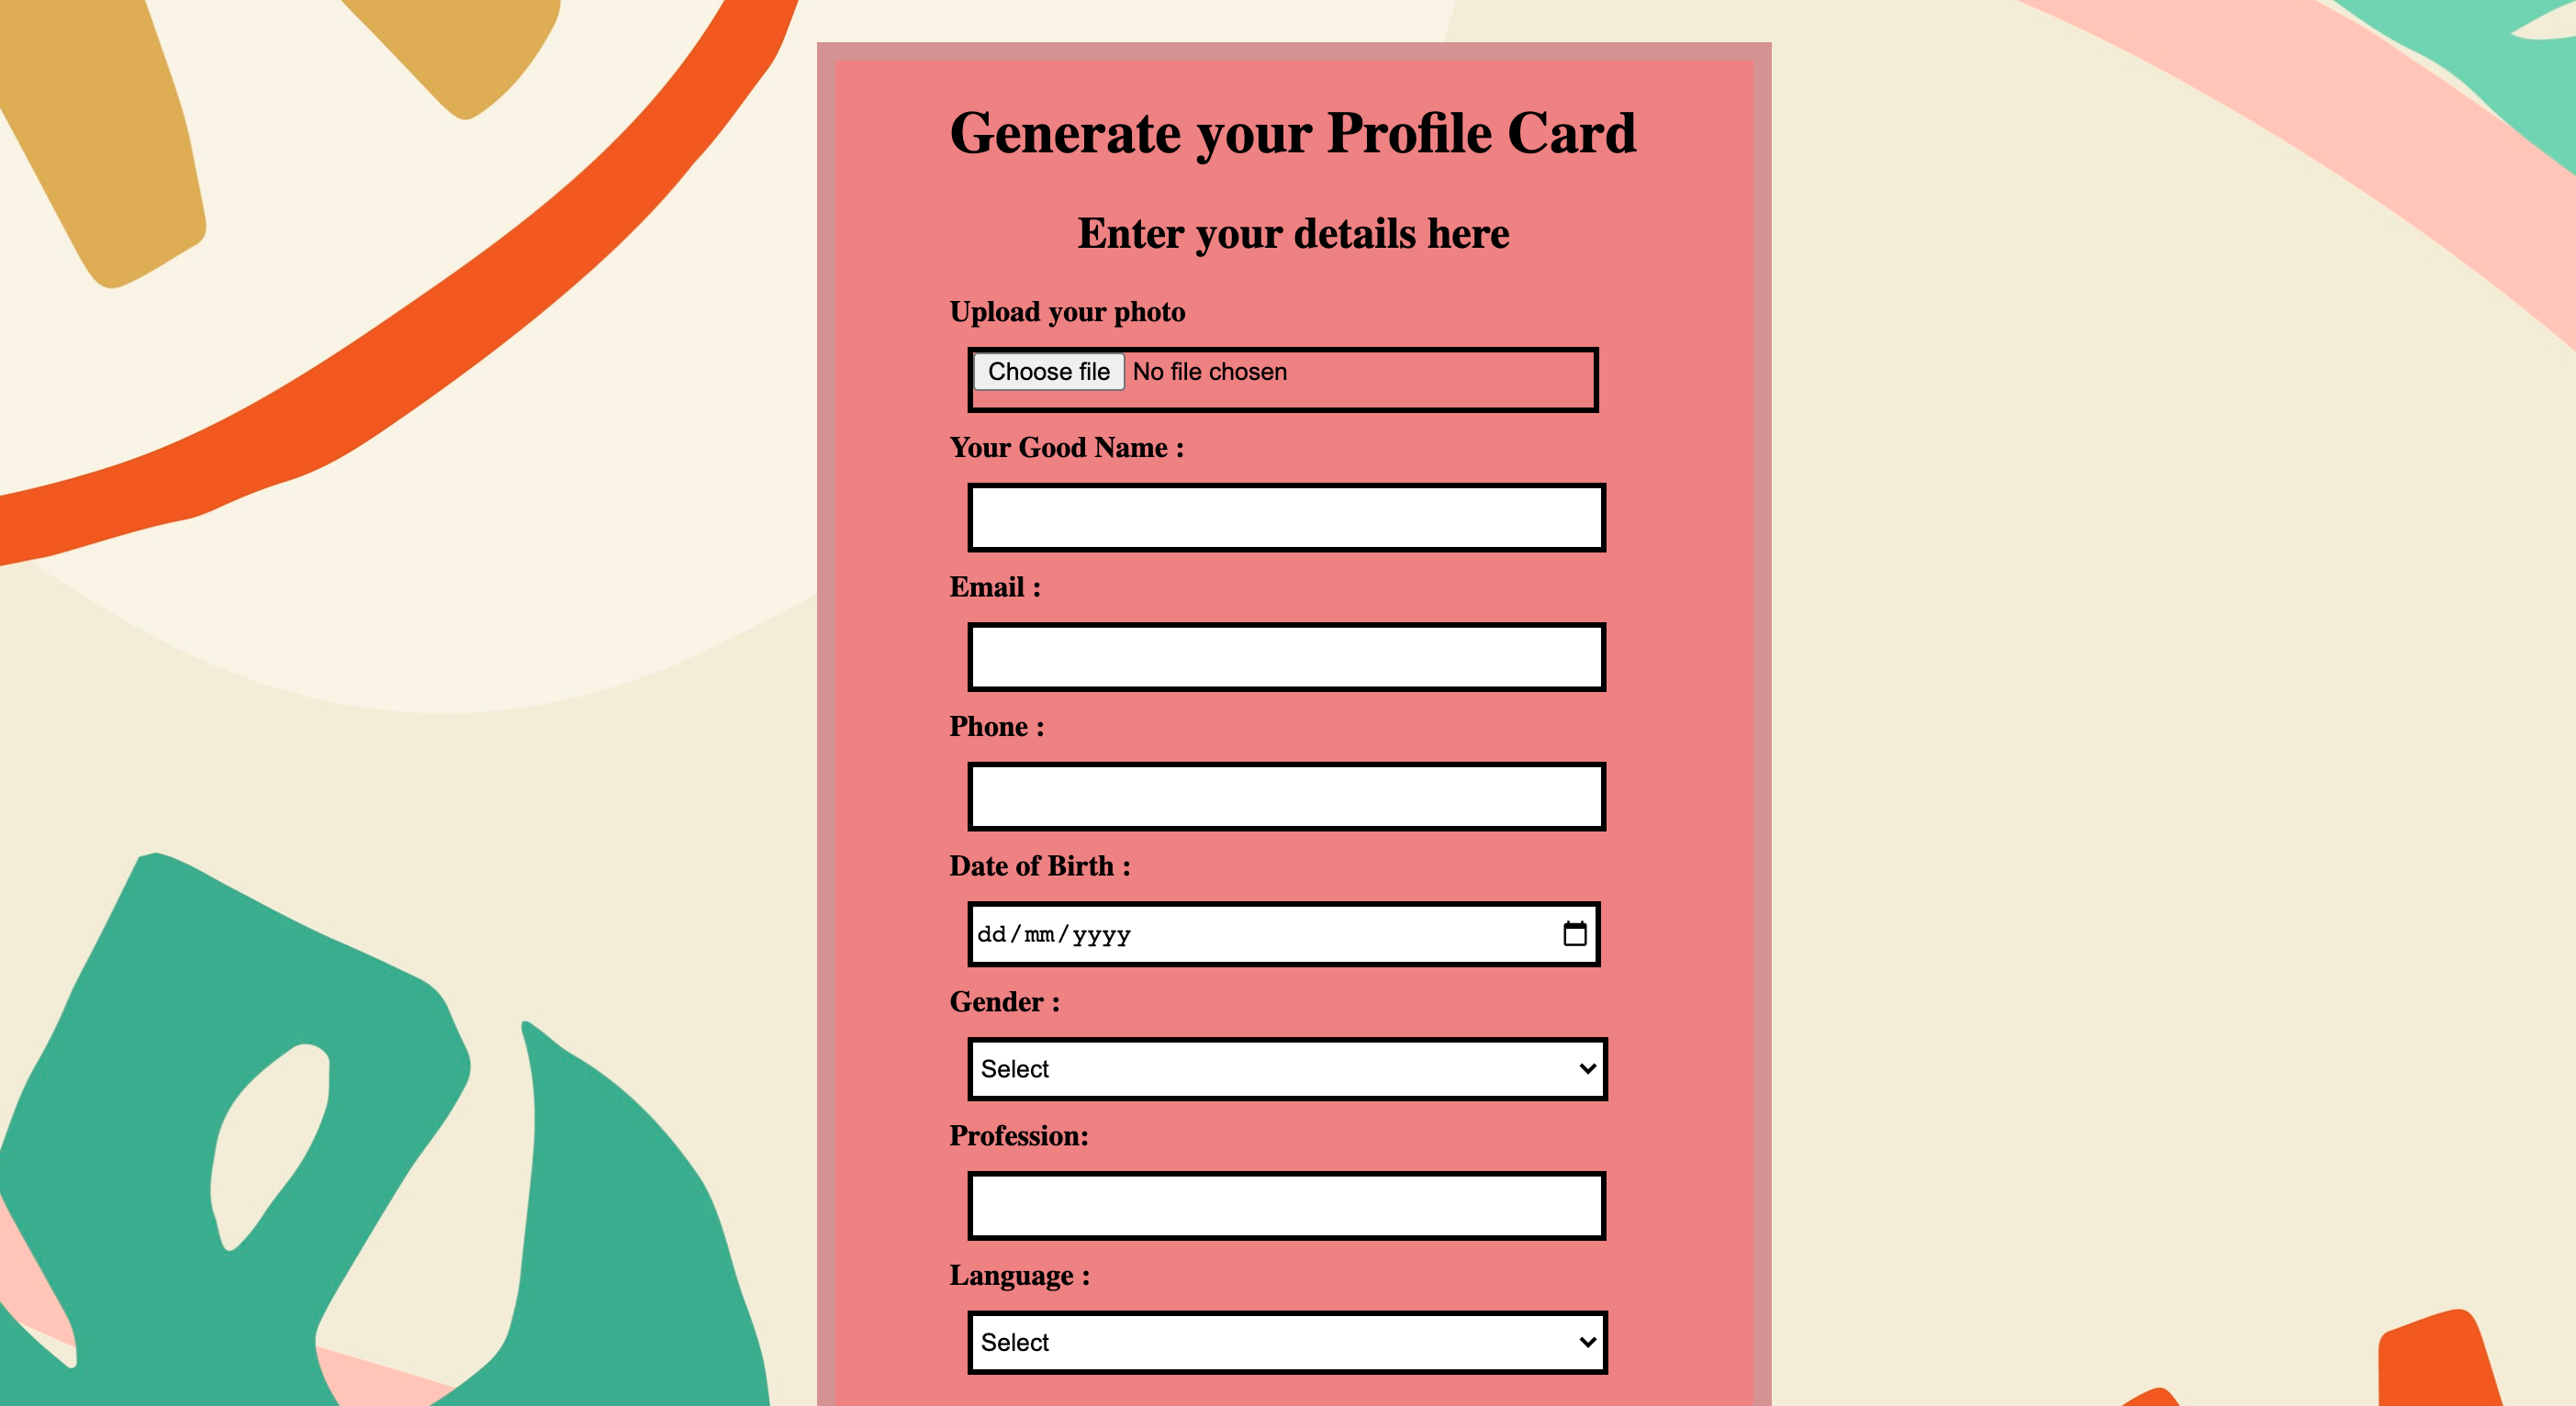 Generate your Profile Card
Enter your details here
Upload your photo
Choose file No file chosen
Your Good Name :
Email :
Phone :
Date of Birth :
dd/mm/yyyy
Gender :
Select
Profession:
Language :
Select